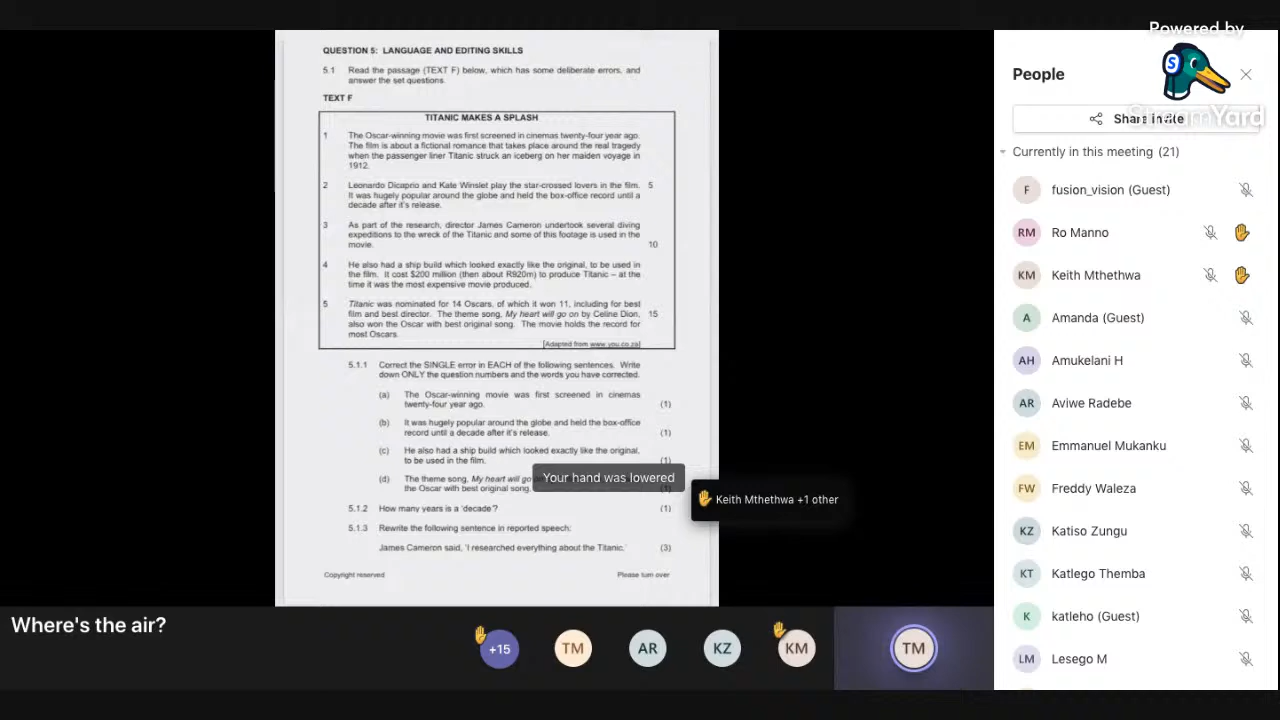 QUESTION 5: LANGUAGE AND EDITING SKILLS
5.1 Read the passage (TEXT F) below, which has some deliberate errors, and
answer the set questions.
TEXT F
TITANIC MAKES A SPLASH
1 The Oscar-winning movie was first screened in cinemas twenty-four year ago.
The film is about a fictional romance that takes place around the real tragedy
when the passenger liner Titanic struck an iceberg on her maiden voyage in
1912.
2 Leonardo Dicaprio and Kate Winslet play the star-crossed lovers in the film. 5
It was hugely popular around the globe and held the box-office record until a
decade after it's release.
3 As part of the research, director James Cameron undertook several diving
expeditions to the wreck of the Titanic and some of this footage is used in the
movie. 10
4 He also had a ship build which looked exactly like the original, to be used in
the film. It cost $200 million (then about R920m) to produce Titanic – at the
time it was the most expensive movie produced.
5 Titanic was nominated for 14 Oscars, of which it won 11, including for best
film and best director. The theme song, My heart will go on by Celine Dion, 15
also won the Oscar with best original song. The movie holds the record for
most Oscars.
[Adapted from www.you.co.za]
5.1.1 Correct the SINGLE error in EACH of the following sentences. Write
down ONLY the question numbers and the words you have corrected.
(a) The Oscar-winning movie was first screened in cinemas
twenty-four year ago. (1)
(b) It was hugely popular around the globe and held the box-office
record until a decade after it's release. (1)
(c) He also had a ship build which looked exactly like the original,
to be used in the film. (1)
(d) The theme song, My heart will go
the Oscar with best original song. (1)
5.1.2 How many years is a 'decade'? (1)
5.1.3 Rewrite the following sentence in reported speech:
James Cameron said, 'I researched everything about the Titanic.' (3)
Copyright reserved Please turn over
Your hand was lowered
Keith Mthethwa +1 other
Where's the air?
+15
TM
AR
KZ
KM
TM
Powered by
S
StreamYard
People
Share invite
Currently in this meeting (21)
F fusion_vision (Guest)
RM Ro Manno
KM Keith Mthethwa
A Amanda (Guest)
AH Amukelani H
AR Aviwe Radebe
EM Emmanuel Mukanku
FW Freddy Waleza
KZ Katiso Zungu
KT Katlego Themba
K katleho (Guest)
LM Lesego M